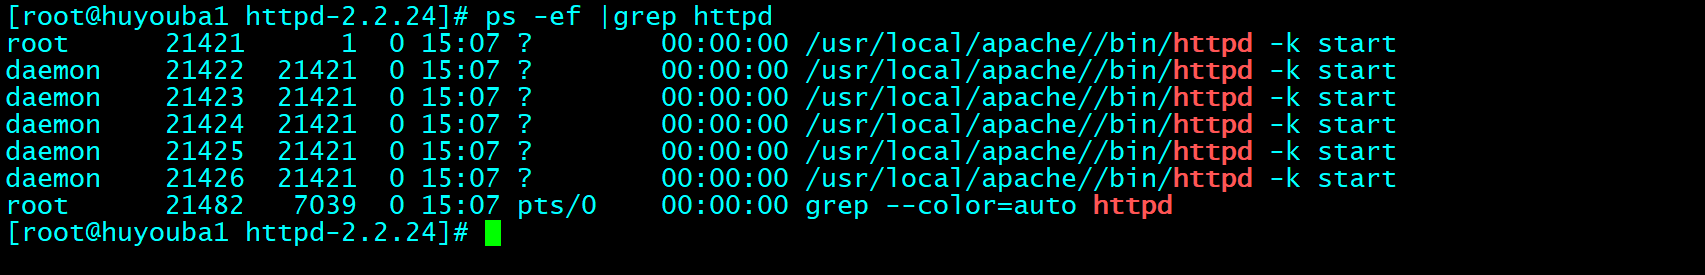 [root@huyouba1 httpd-2.2.24]# ps -ef |grep httpd
root      21421      1  0 15:07 ?        00:00:00 /usr/local/apache//bin/httpd -k start
daemon    21422  21421  0 15:07 ?        00:00:00 /usr/local/apache//bin/httpd -k start
daemon    21423  21421  0 15:07 ?        00:00:00 /usr/local/apache//bin/httpd -k start
daemon    21424  21421  0 15:07 ?        00:00:00 /usr/local/apache//bin/httpd -k start
daemon    21425  21421  0 15:07 ?        00:00:00 /usr/local/apache//bin/httpd -k start
daemon    21426  21421  0 15:07 ?        00:00:00 /usr/local/apache//bin/httpd -k start
root      21482   7039  0 15:07 pts/0    00:00:00 grep --color=auto httpd
[root@huyouba1 httpd-2.2.24]#